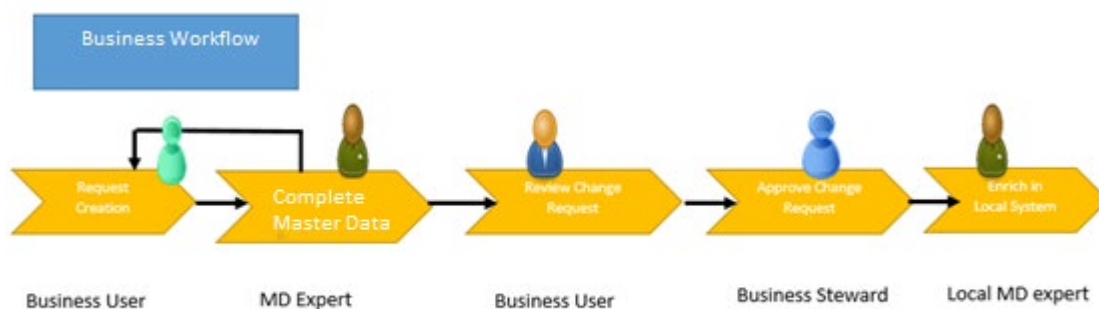 Business Workflow
Request
Creation
Complete
Master Data
Review Change
Request
Approve Change
Request
Enrich in
Local System
Business User
MD Expert
Business User
Business Steward
Local MD expert